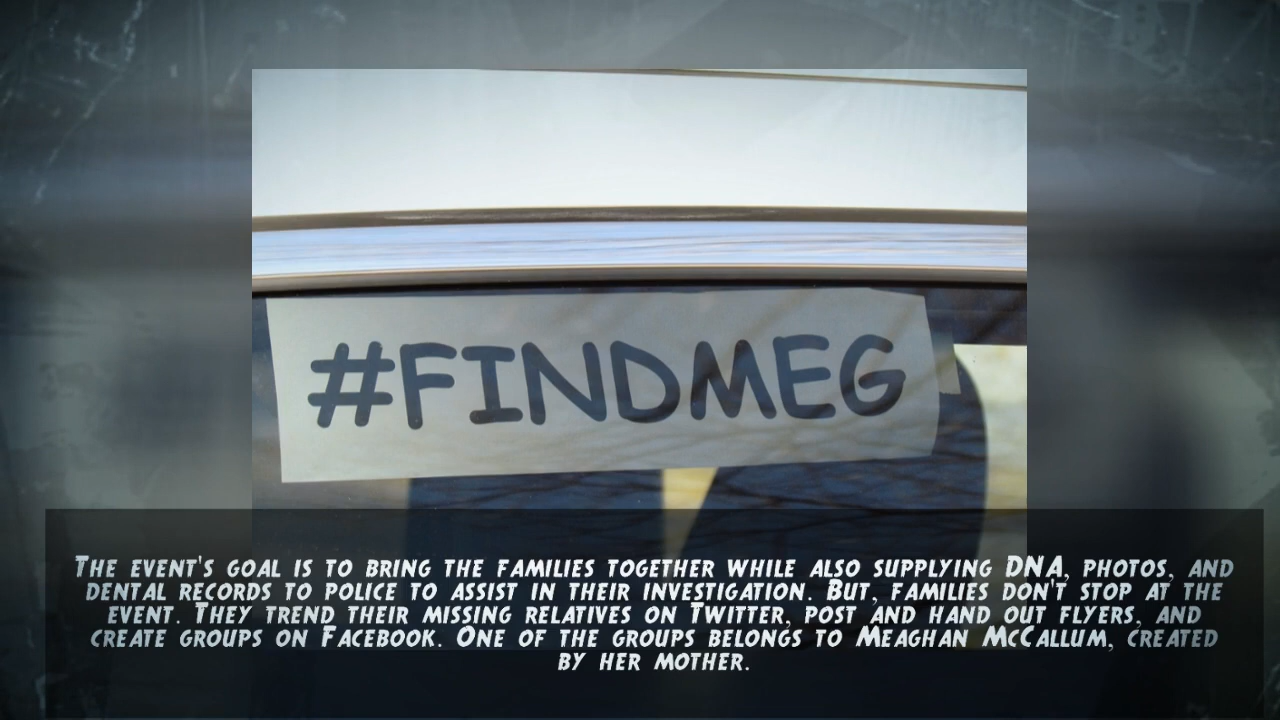 #FINDMEG
The event's goal is to bring the families together while also supplying DNA, photos, and
dental records to police to assist in their investigation. But, families don't stop at the
event. They trend their missing relatives on Twitter, post and hand out flyers, and
create groups on Facebook. One of the groups belongs to Meaghan McCallum, created
by her mother.